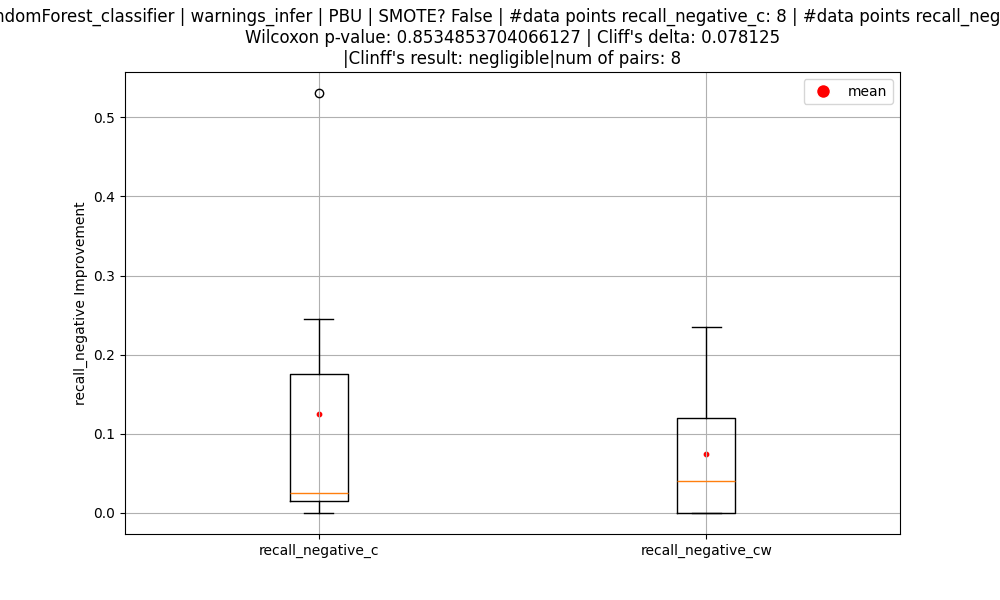 ndomForest_classifier | warnings_infer | PBU | SMOTE? False | #data points recall_negative_c: 8 | #data points recall_neg
Wilcoxon p-value: 0.8534853704066127 | Cliff's delta: 0.078125
|Clinff's result: negligible|num of pairs: 8
mean
0.5
0.4
0.3
0.2
0.1
0.0
recall_negative Improvement
recall_negative_c
recall_negative_cw